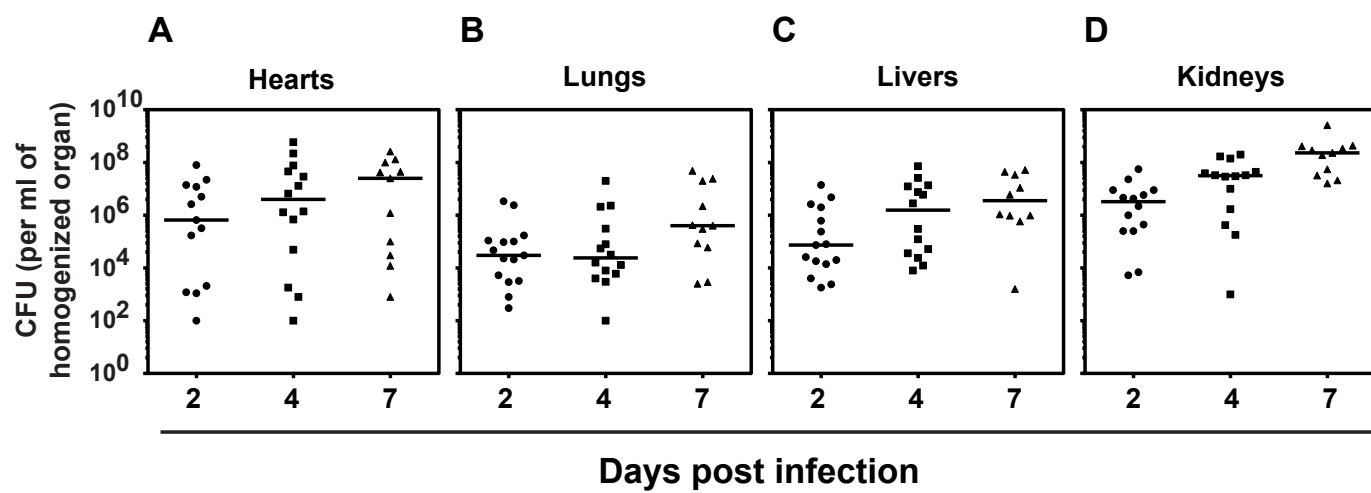 A B C D
Hearts Lungs Livers Kidneys
CFU (per ml of
homogenized organ)
10^10
10^8
10^6
10^4
10^2
10^0
2 4 7 2 4 7 2 4 7 2 4 7
Days post infection